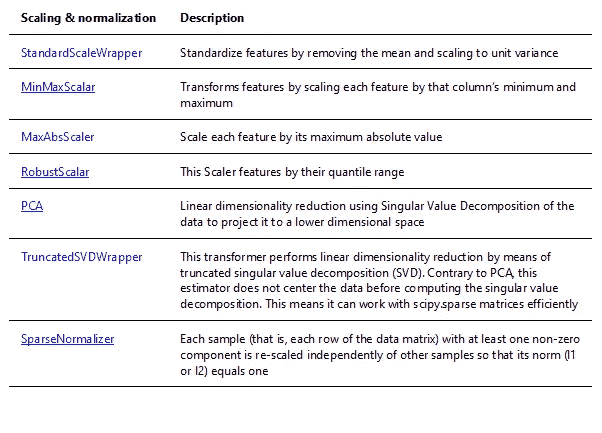 Scaling & normalization Description
StandardScaleWrapper Standardize features by removing the mean and scaling to unit variance
MinMaxScalar Transforms features by scaling each feature by that column's minimum and
maximum
MaxAbsScaler Scale each feature by its maximum absolute value
RobustScalar This Scaler features by their quantile range
PCA Linear dimensionality reduction using Singular Value Decomposition of the
data to project it to a lower dimensional space
TruncatedSVDWrapper This transformer performs linear dimensionality reduction by means of
truncated singular value decomposition (SVD). Contrary to PCA, this
estimator does not center the data before computing the singular value
decomposition. This means it can work with scipy.sparse matrices efficiently
SparseNormalizer Each sample (that is, each row of the data matrix) with at least one non-zero
component is re-scaled independently of other samples so that its norm (l1
or l2) equals one